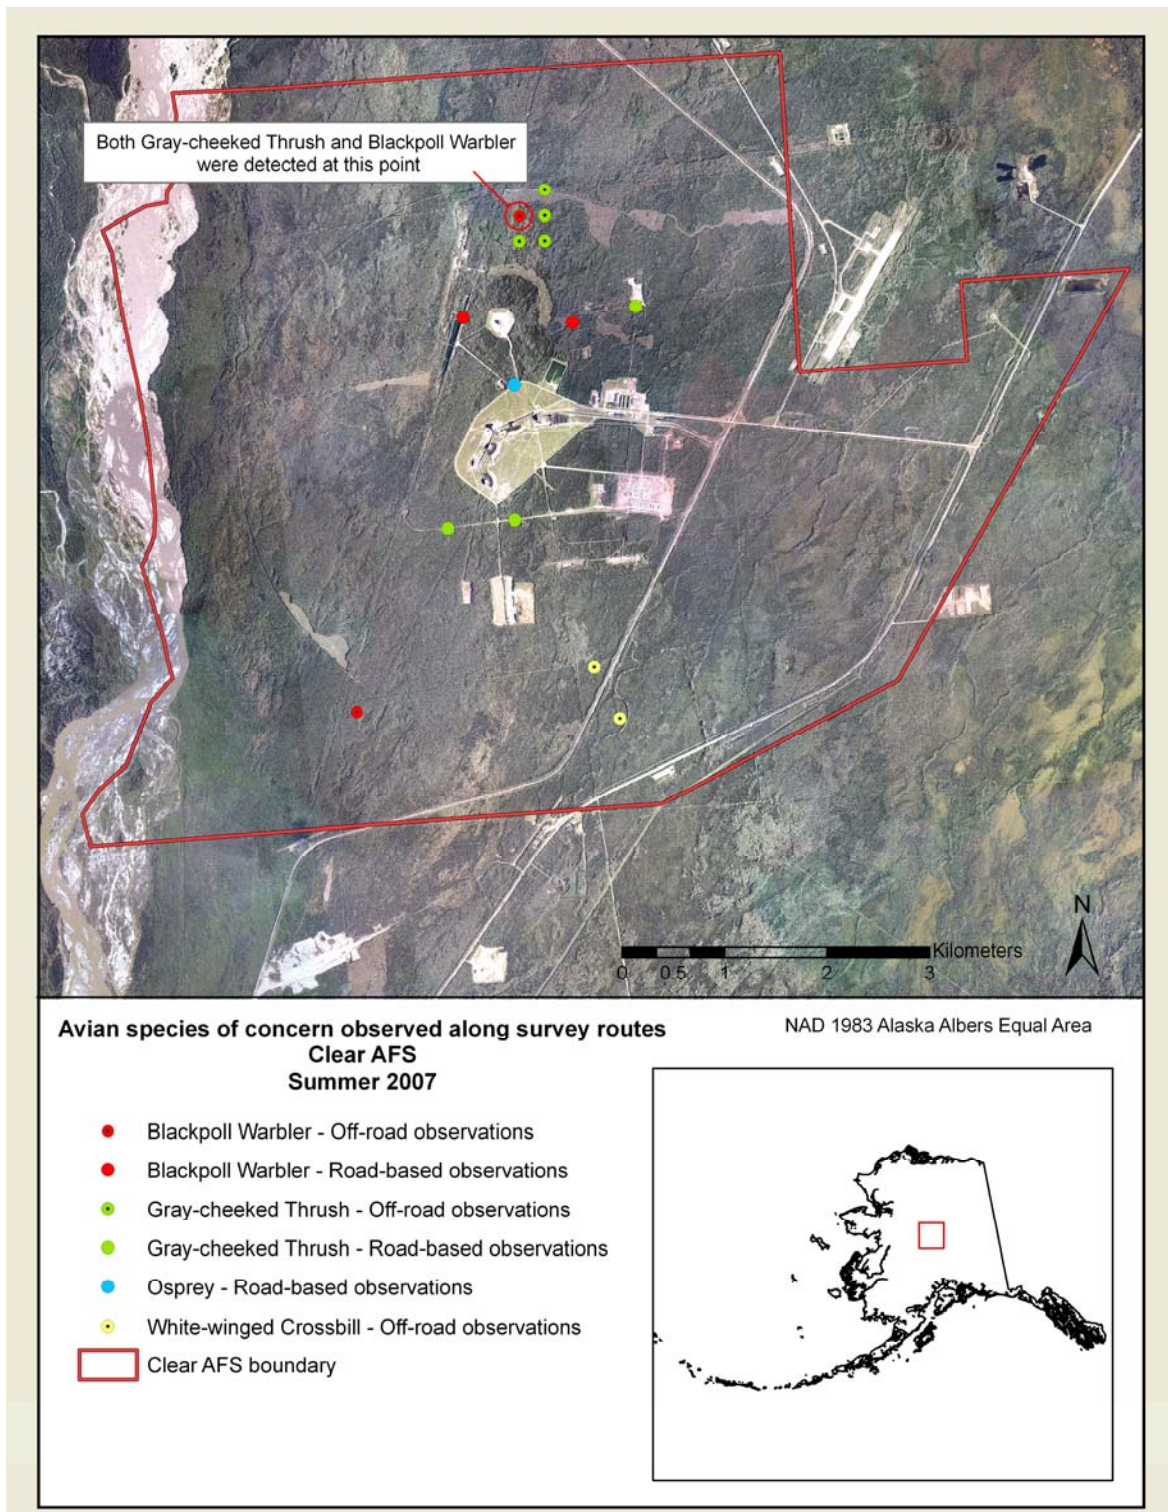 Both Gray-cheeked Thrush and Blackpoll Warbler
were detected at this point
N
Kilometers
0 0.5 1 2 3
Avian species of concern observed along survey routes
Clear AFS
Summer 2007
NAD 1983 Alaska Albers Equal Area
Blackpoll Warbler - Off-road observations
Blackpoll Warbler - Road-based observations
Gray-cheeked Thrush - Off-road observations
Gray-cheeked Thrush - Road-based observations
Osprey - Road-based observations
White-winged Crossbill - Off-road observations
Clear AFS boundary